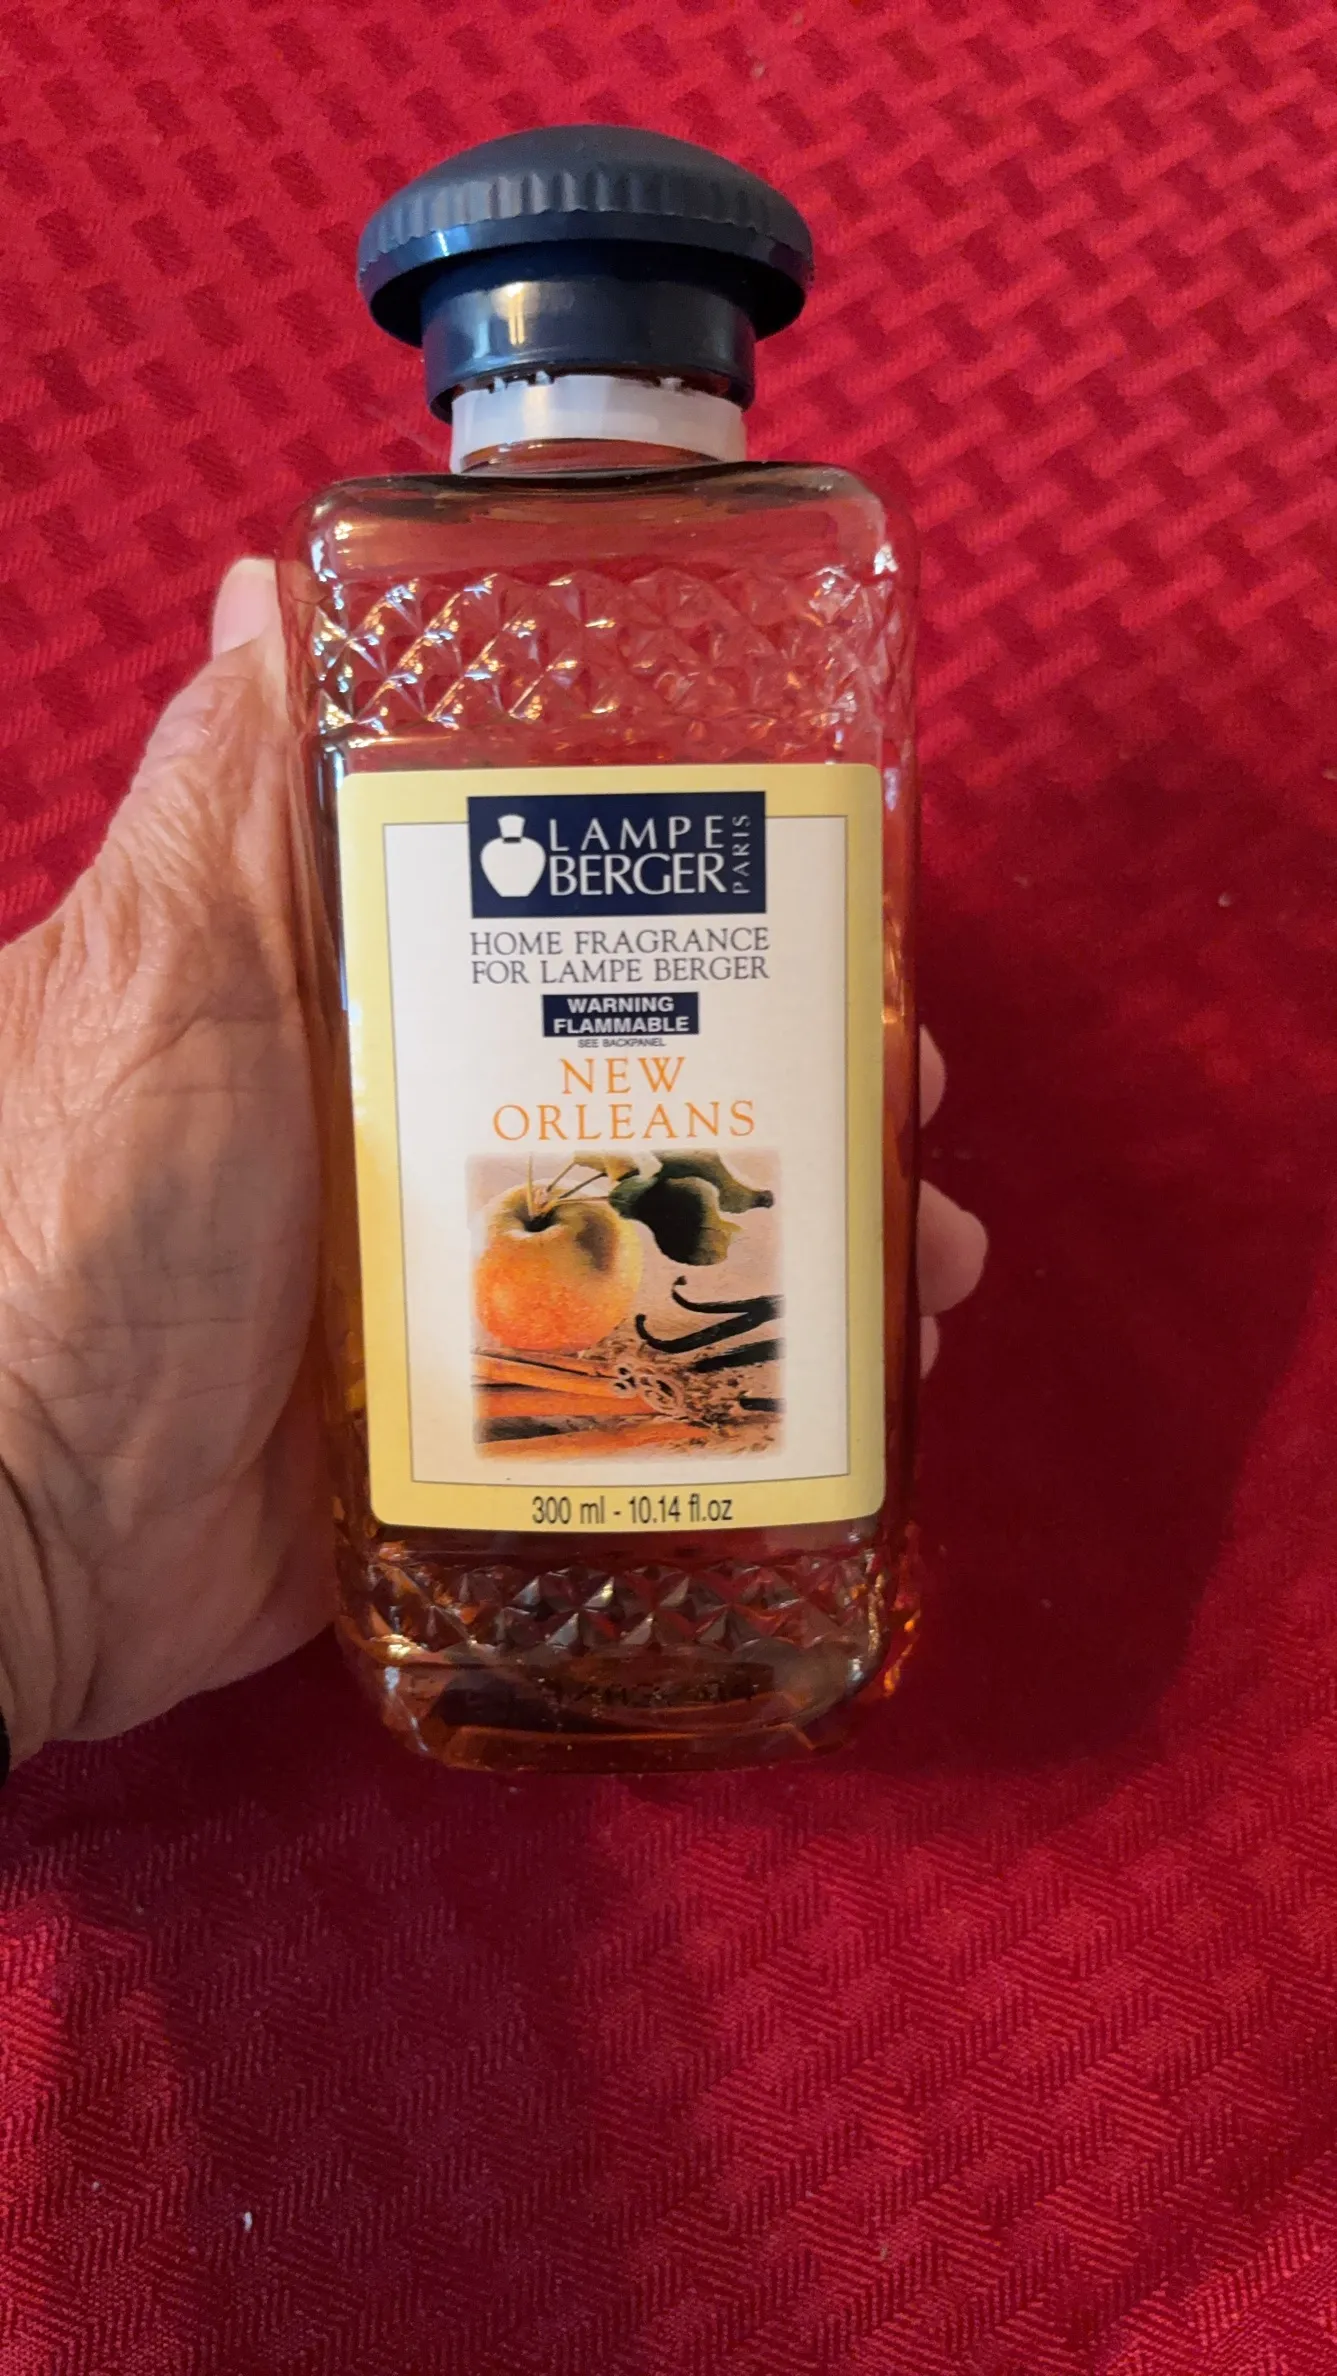 LAMPE
BERGER
PARIS
HOME FRAGRANCE
FOR LAMPE BERGER
WARNING
FLAMMABLE
SEE BACKPANEL
NEW
ORLEANS
300 ml - 10.14 fl.oz